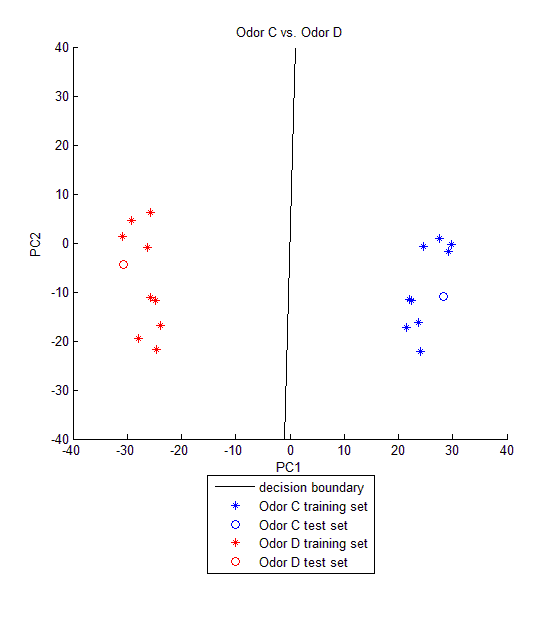 Odor C vs. Odor D
40
30
20
10
0
-10
-20
-30
-40
PC2
-40 -30 -20 -10 0 10 20 30 40
PC1
decision boundary
Odor C training set
Odor C test set
Odor D training set
Odor D test set